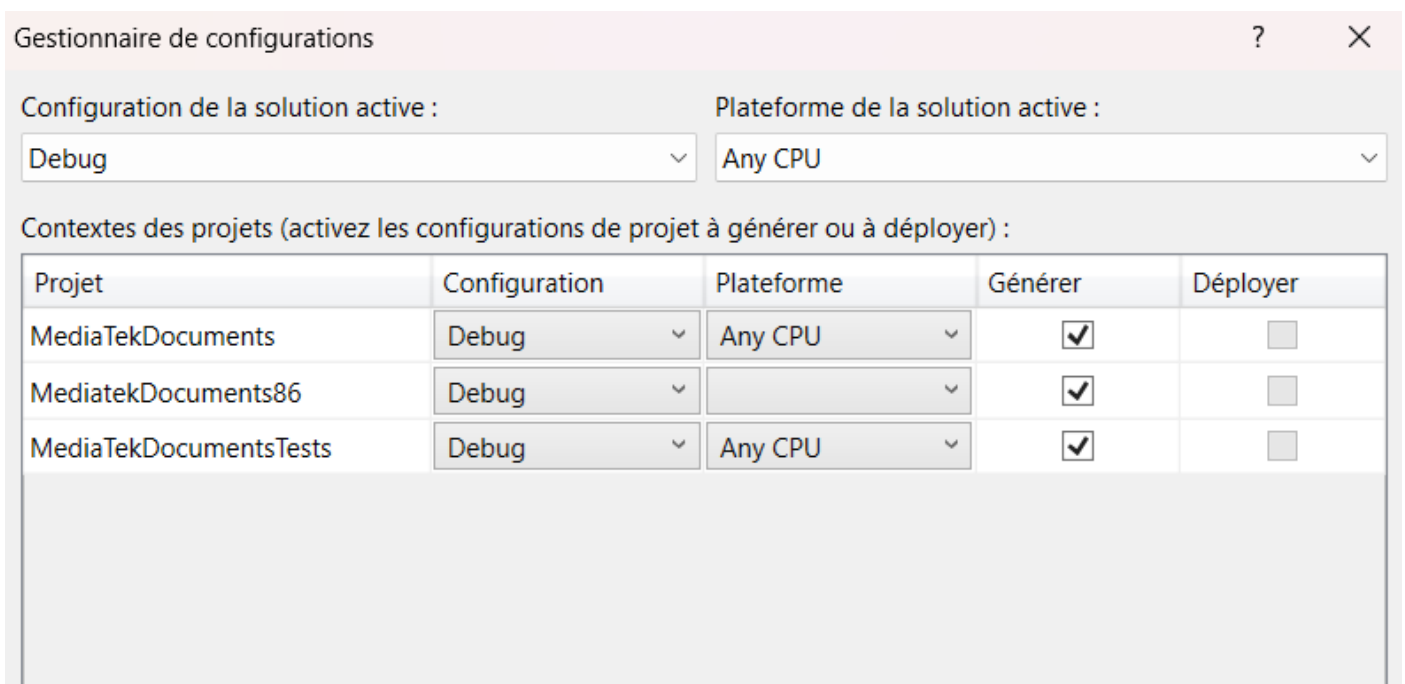 Gestionnaire de configurations ?
Configuration de la solution active : Plateforme de la solution active :
Debug Any CPU
Contextes des projets (activez les configurations de projet à générer ou à déployer) :
Projet Configuration Plateforme Générer Déployer
MediaTekDocuments Debug Any CPU
MediatekDocuments86 Debug
MediaTekDocumentsTests Debug Any CPU